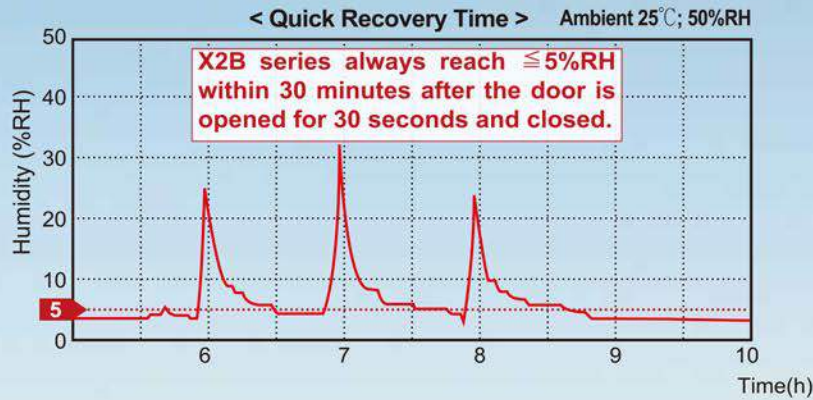 < Quick Recovery Time > Ambient 25℃; 50%RH
X2B series always reach ≦5%RH
within 30 minutes after the door is
opened for 30 seconds and closed.
Humidity (%RH)
50
40
30
20
10
5
0
6 7 8 9 10
Time(h)